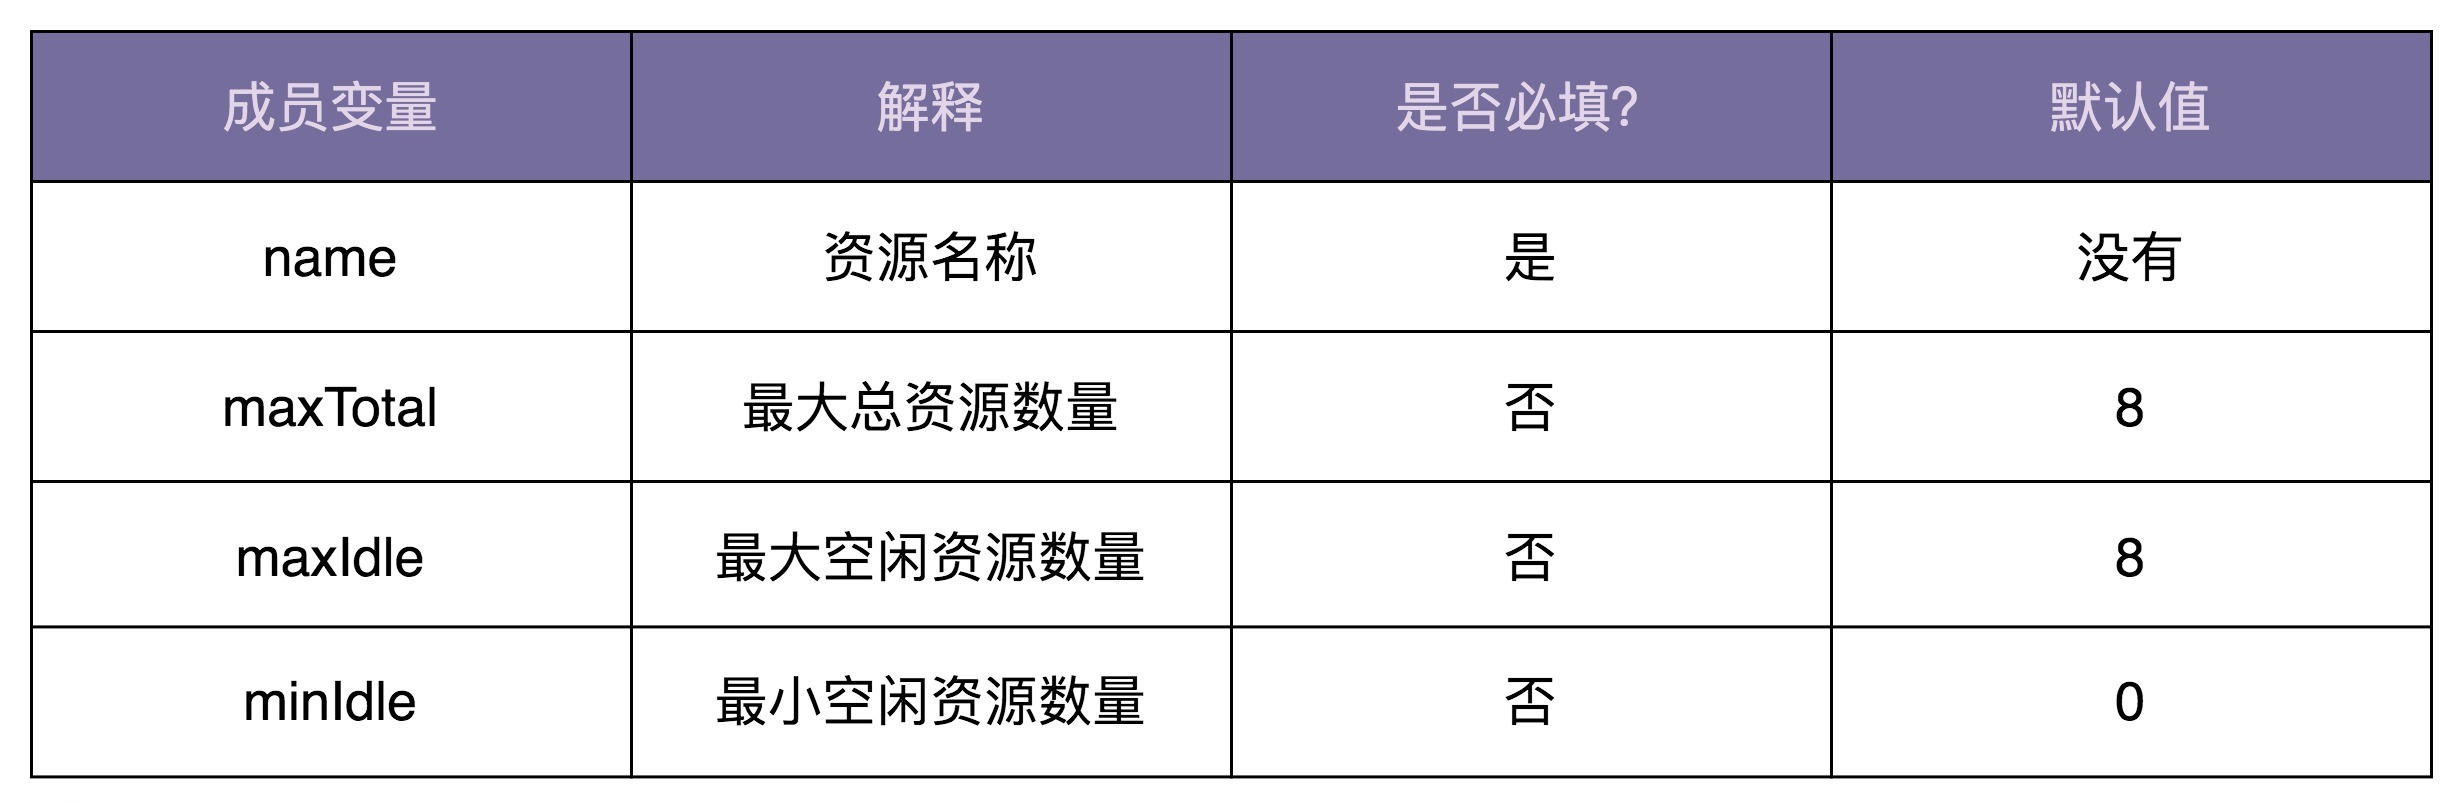 成员变量 解释 是否必填? 默认值
name 资源名称 是 没有
maxTotal 最大总资源数量 否 8
maxIdle 最大空闲资源数量 否 8
minIdle 最小空闲资源数量 否 0